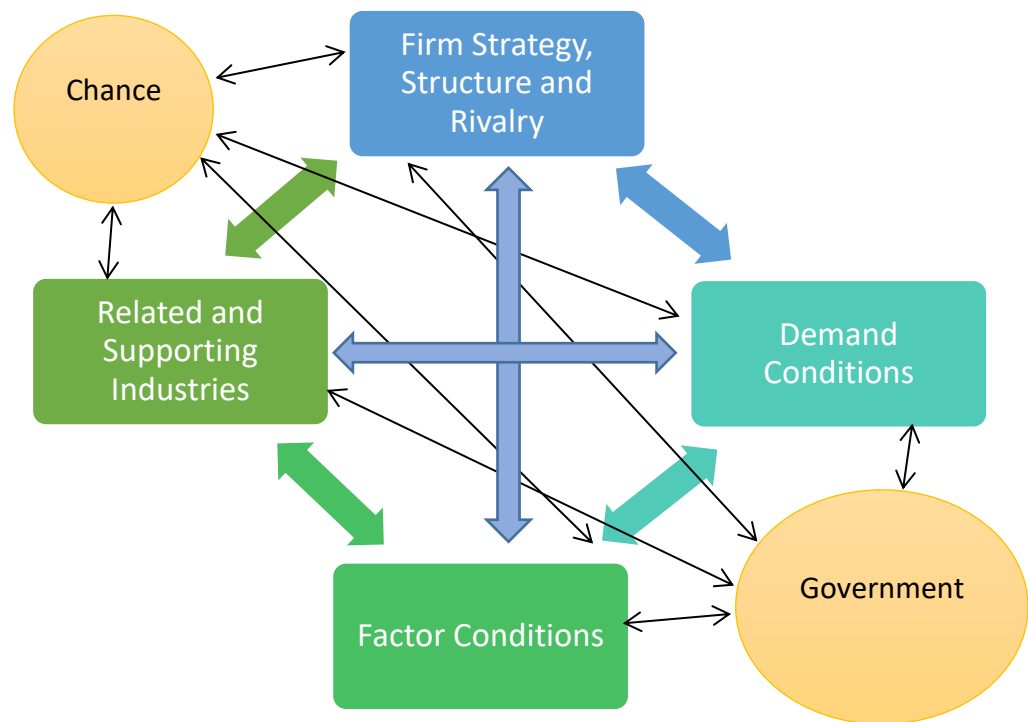 Chance
Firm Strategy,
Structure and
Rivalry
Related and
Supporting
Industries
Demand
Conditions
Factor Conditions
Government